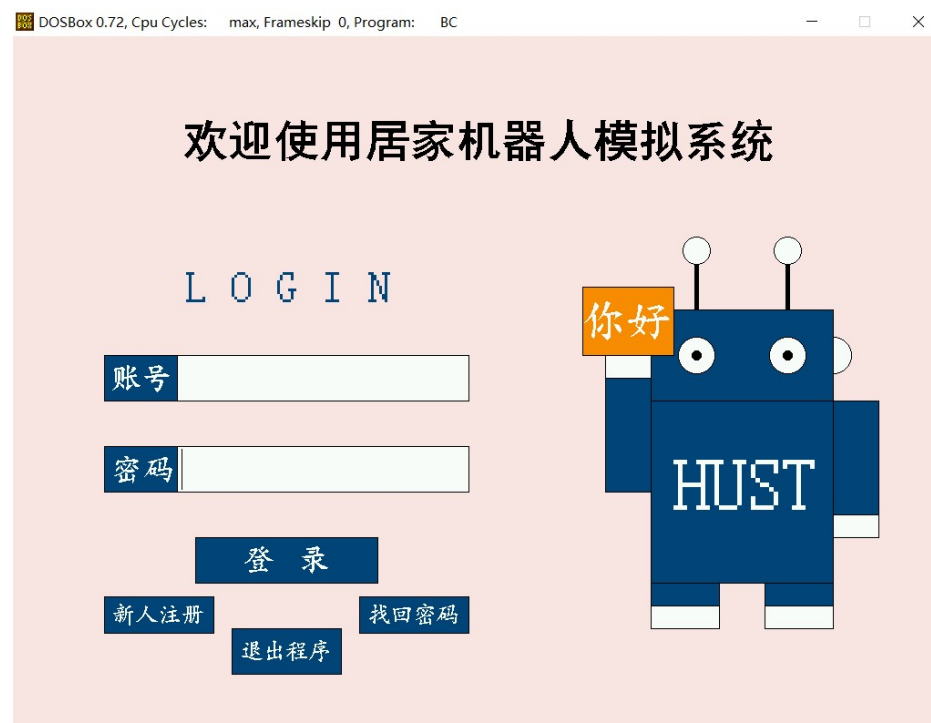 DOSBox 0.72, Cpu Cycles: max, Frameskip 0, Program: BC
欢迎使用居家机器人模拟系统
LOGIN
你好
账号
密码
HUST
登 录
新人注册
找回密码
退出程序